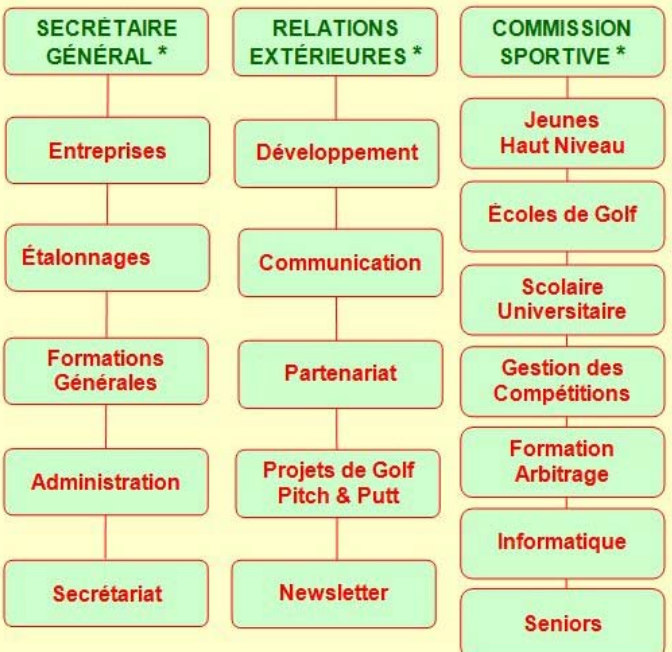 SECRÉTAIRE
GÉNÉRAL *
Entreprises
Étalonnages
Formations
Générales
Administration
Secrétariat
RELATIONS
EXTÉRIEURES *
Développement
Communication
Partenariat
Projets de Golf
Pitch & Putt
Newsletter
COMMISSION
SPORTIVE *
Jeunes
Haut Niveau
Écoles de Golf
Scolaire
Universitaire
Gestion des
Compétitions
Formation
Arbitrage
Informatique
Seniors